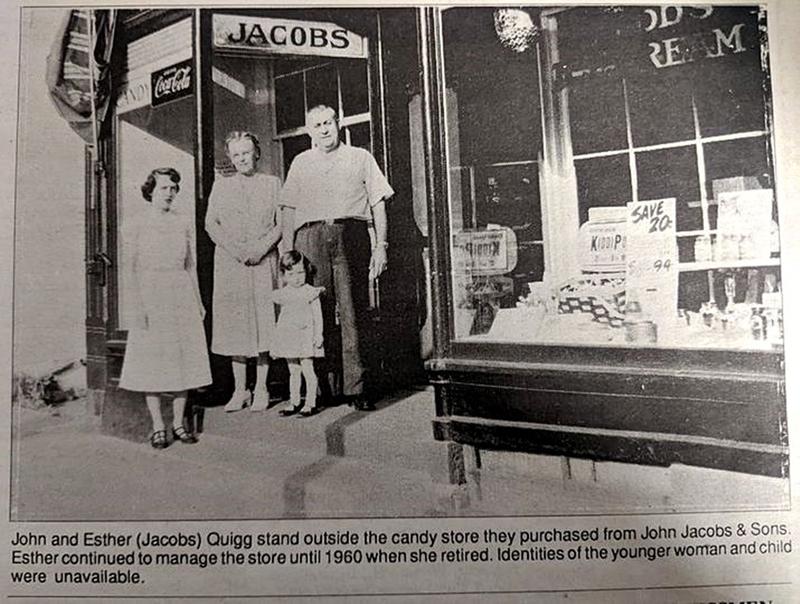 JACOBS
Coca-Cola
REAM
SAVE
20¢
99
John and Esther (Jacobs) Quigg stand outside the candy store they purchased from John Jacobs & Sons.
Esther continued to manage the store until 1960 when she retired. Identities of the younger woman and child
were unavailable.